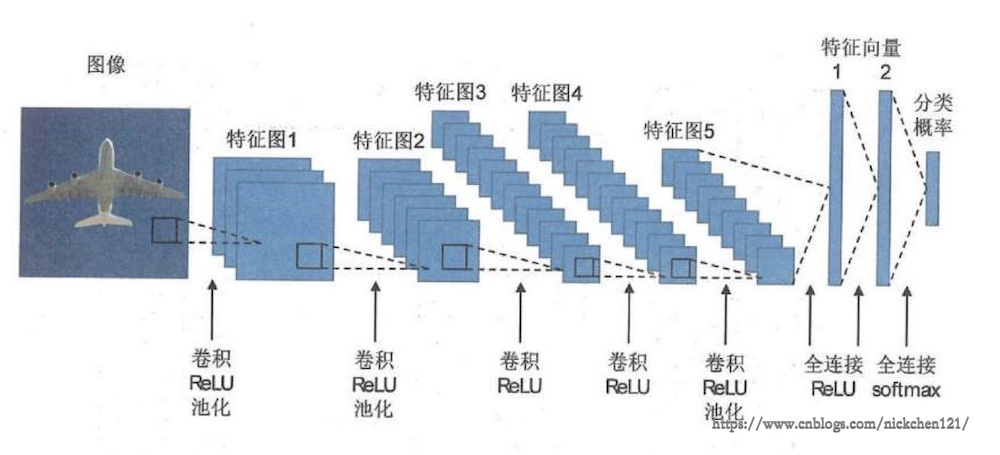 图像
特征图1
特征图2
特征图3
特征图4
特征图5
特征向量
1 2
分类
概率
卷积
ReLU
池化
卷积
ReLU
池化
卷积
ReLU
卷积
ReLU
卷积
ReLU
池化
全连接
ReLU
全连接
softmax
https://www.cnblogs.com/nickchen121/